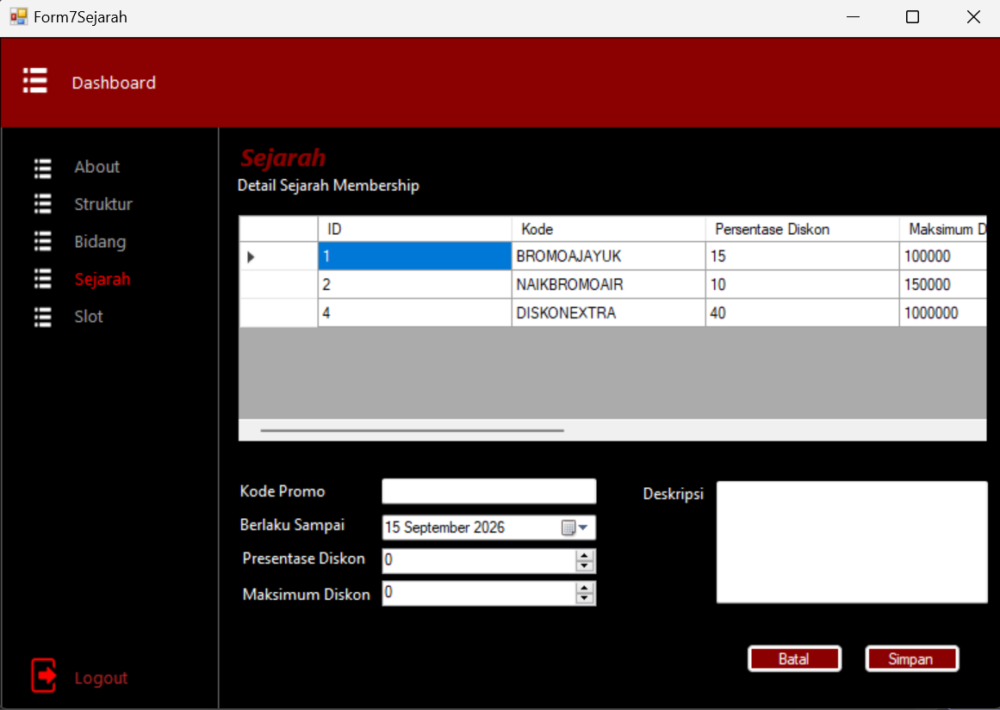 Form7Sejarah
Dashboard
About
Struktur
Bidang
Sejarah
Slot
Logout
Sejarah
Detail Sejarah Membership
ID Kode Persentase Diskon Maksimum D
1 BROMOAJAYUK 15 100000
2 NAIKBROMOAIR 10 150000
4 DISKONEXTRA 40 1000000
Kode Promo
Deskripsi
Berlaku Sampai 15 September 2026
Presentase Diskon 0
Maksimum Diskon 0
Batal Simpan